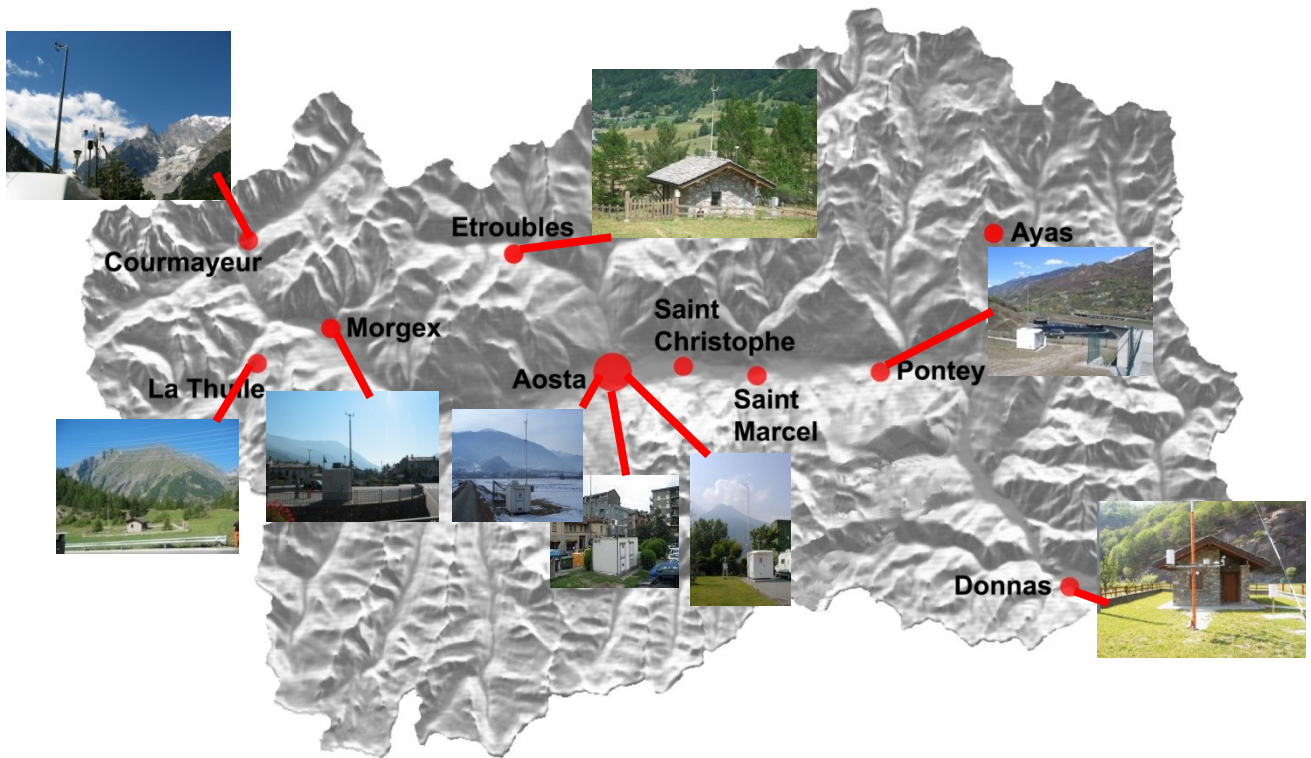 Etroubles
Ayas
Courmayeur
Saint
Christophe
Morgex
La Thuile
Aosta
Pontey
Saint
Marcel
Donnas